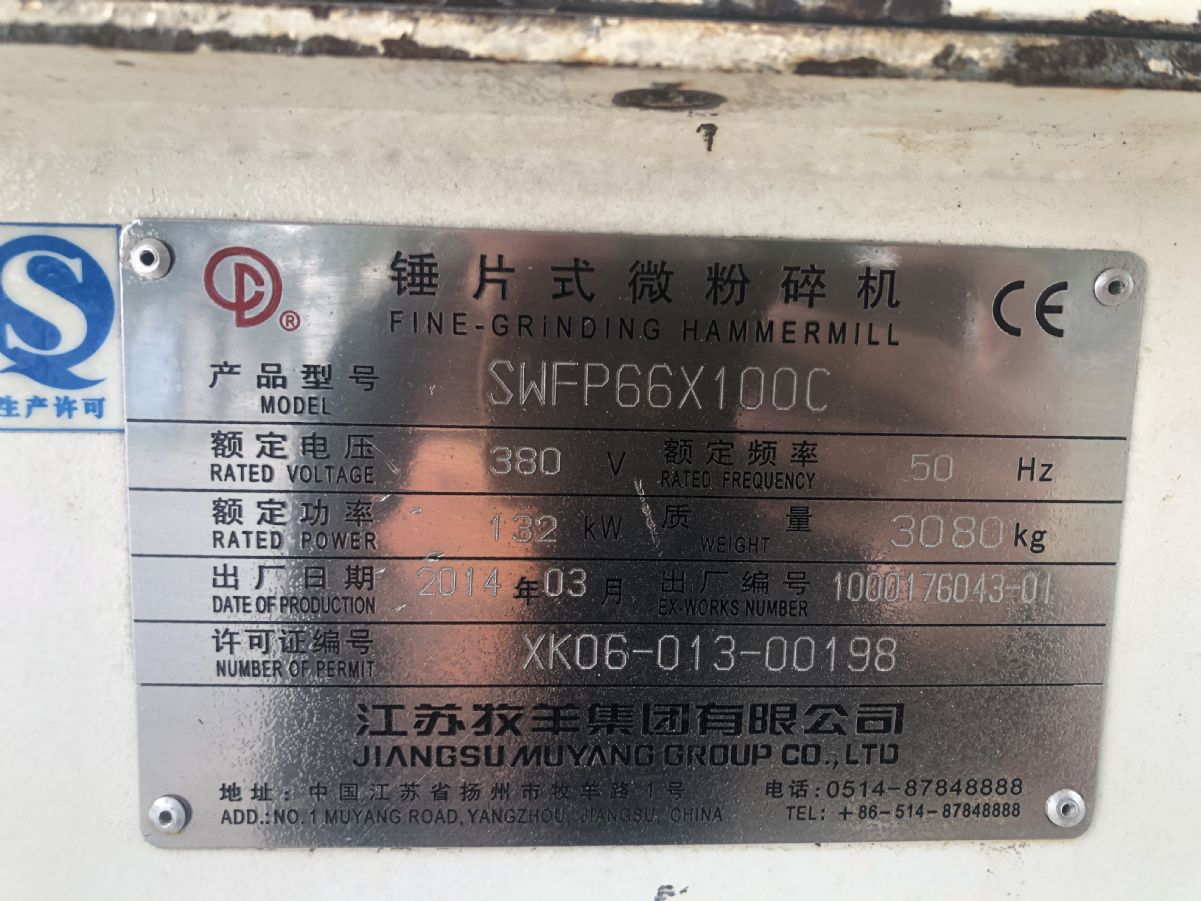 生产许可
锤片式微粉碎机
FINE-GRINDING HAMMERMILL
CE
®
产品型号 SWFP66X100C
MODEL
额定电压 380 V 额定频率 50 Hz
RATED VOLTAGE RATED FREQUENCY
额定功率 132 kW 质量 3080 kg
RATED POWER WEIGHT
出厂日期 2014 年 03 月 出厂编号 1000176043-01
DATE OF PRODUCTION EX-WORKS NUMBER
许可证编号 XK06-013-00198
NUMBER OF PERMIT
江苏牧羊集团有限公司
JIANGSU MUYANG GROUP CO., LTD
地址: 中国江苏省扬州市牧羊路1号 电话: 0514-87848888
ADD.: NO.1 MUYANG ROAD, YANGZHOU, JIANGSU, CHINA TEL: +86-514-87848888